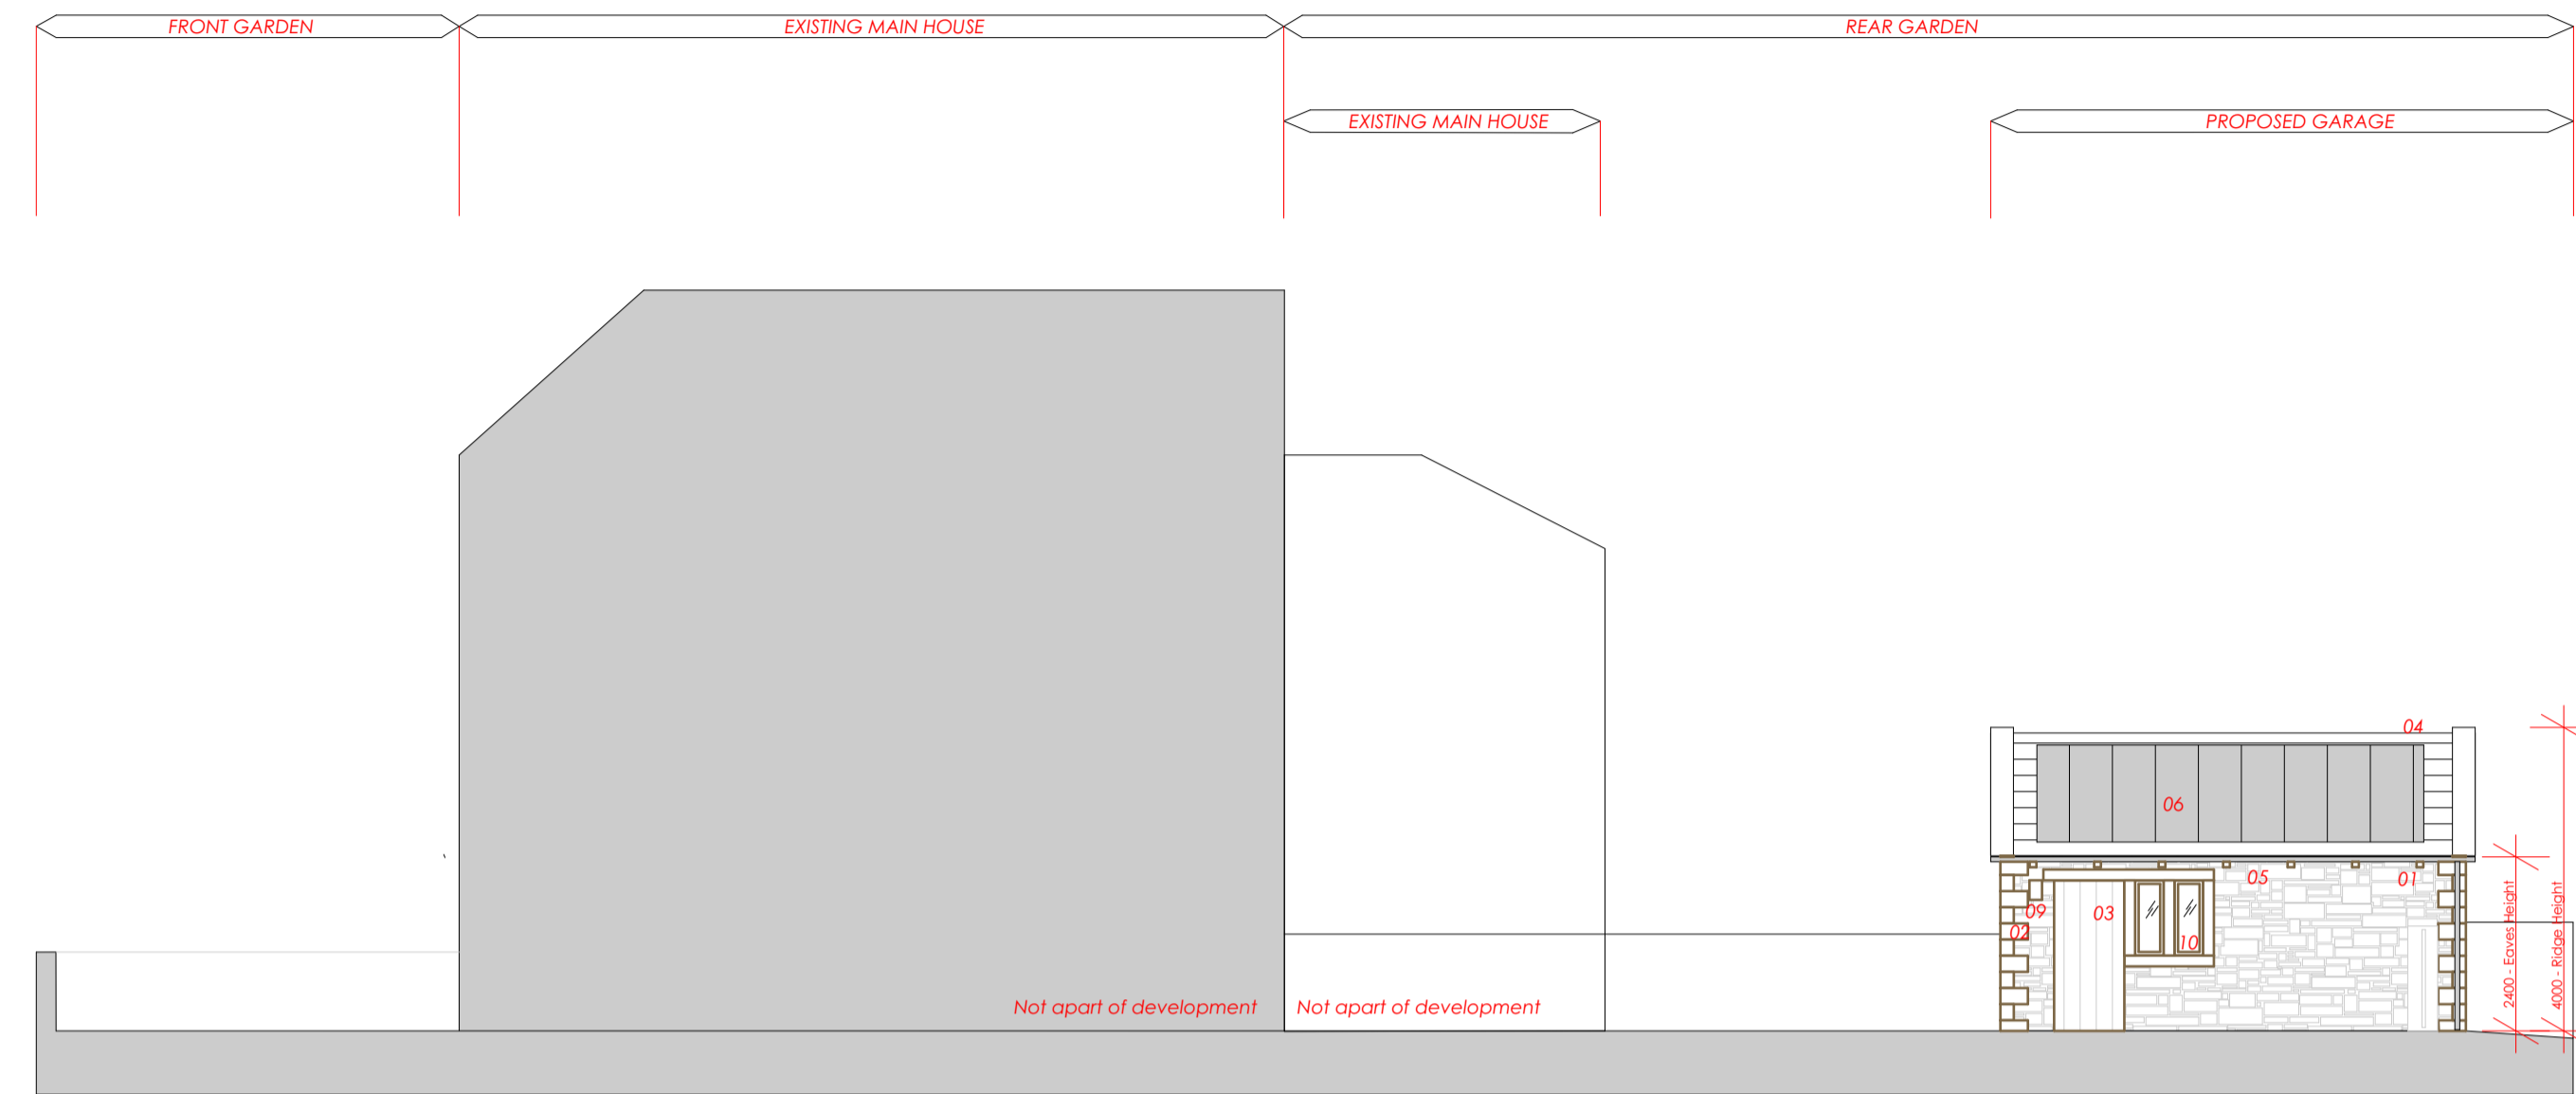 FRONT GARDEN
EXISTING MAIN HOUSE
REAR GARDEN
EXISTING MAIN HOUSE
PROPOSED GARAGE
04
06
05
01
09
03
02
10
2400 - Eaves Height
4000 - Ridge Height
Not apart of development
Not apart of development